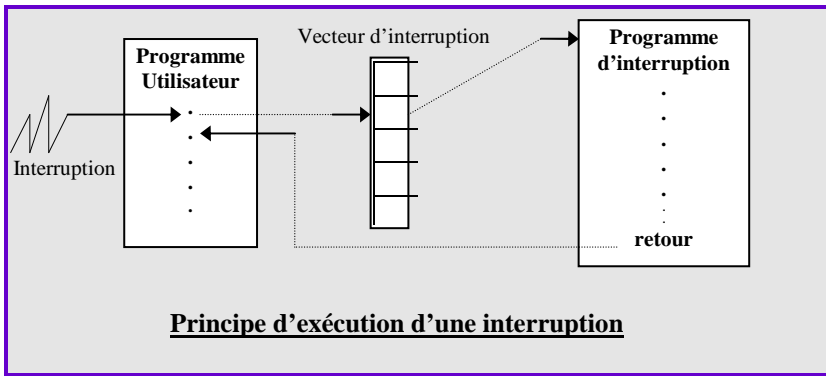 Programme
Utilisateur
Interruption
Vecteur d'interruption
Programme
d'interruption
retour
Principe d'exécution d'une interruption